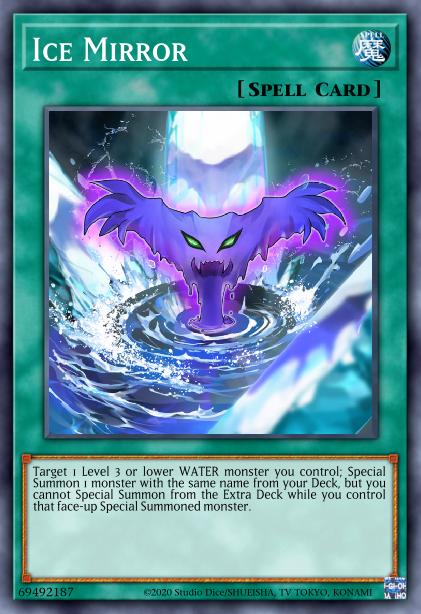 Ice Mirror
SPELL
魔
[Spell Card]
Target 1 Level 3 or lower WATER monster you control; Special
Summon 1 monster with the same name from your Deck, but you
cannot Special Summon from the Extra Deck while you control
that face-up Special Summoned monster.
69492187
©2020 Studio Dice/SHUEISHA, TV TOKYO, KONAMI